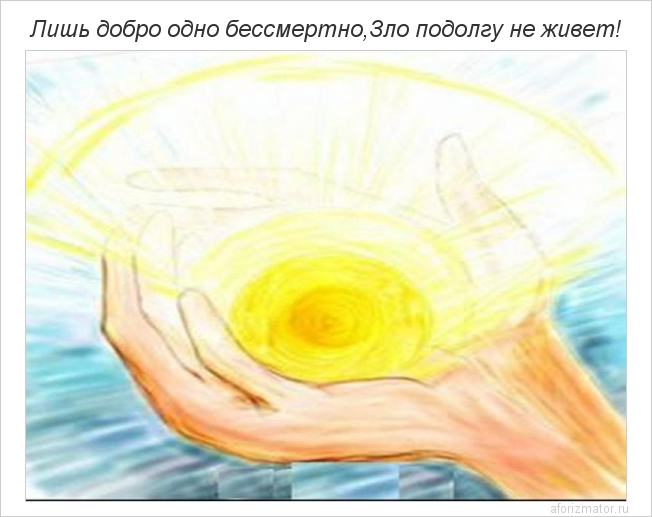 Лишь добро одно бессмертно,Зло подолгу не живет!
aforizmator.ru